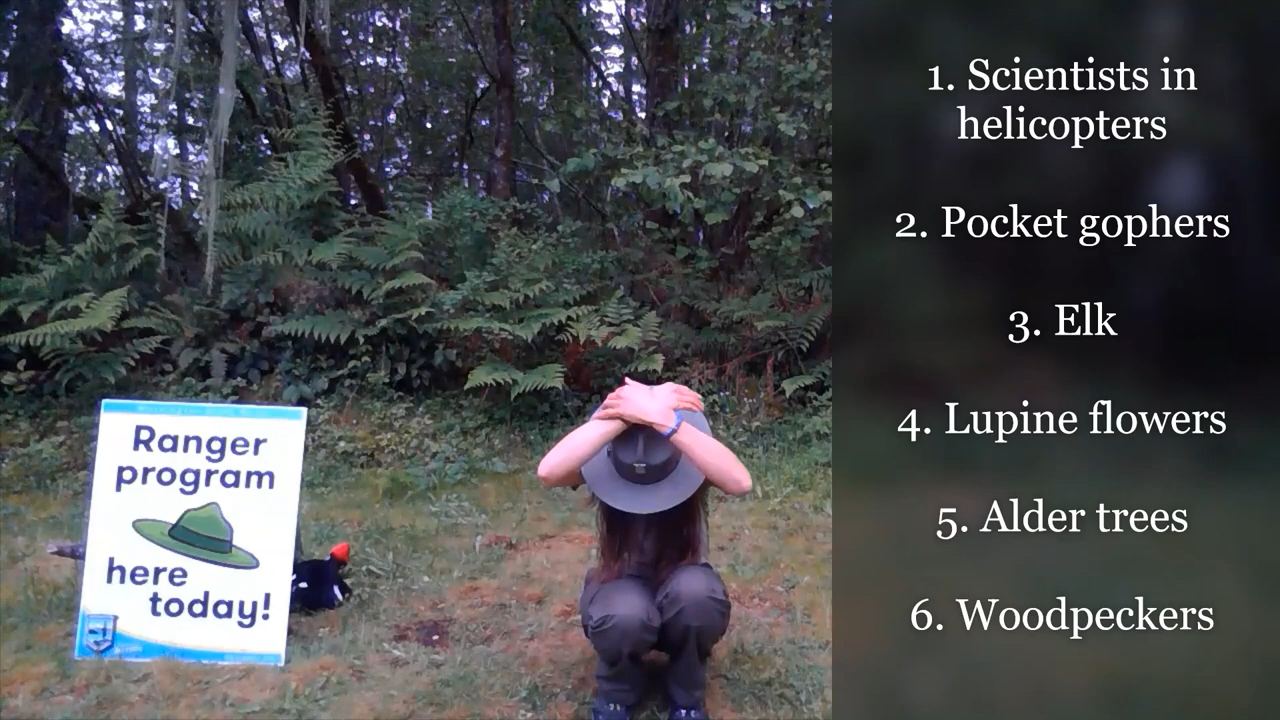 Ranger
program
here
today!
1. Scientists in
helicopters
2. Pocket gophers
3. Elk
4. Lupine flowers
5. Alder trees
6. Woodpeckers